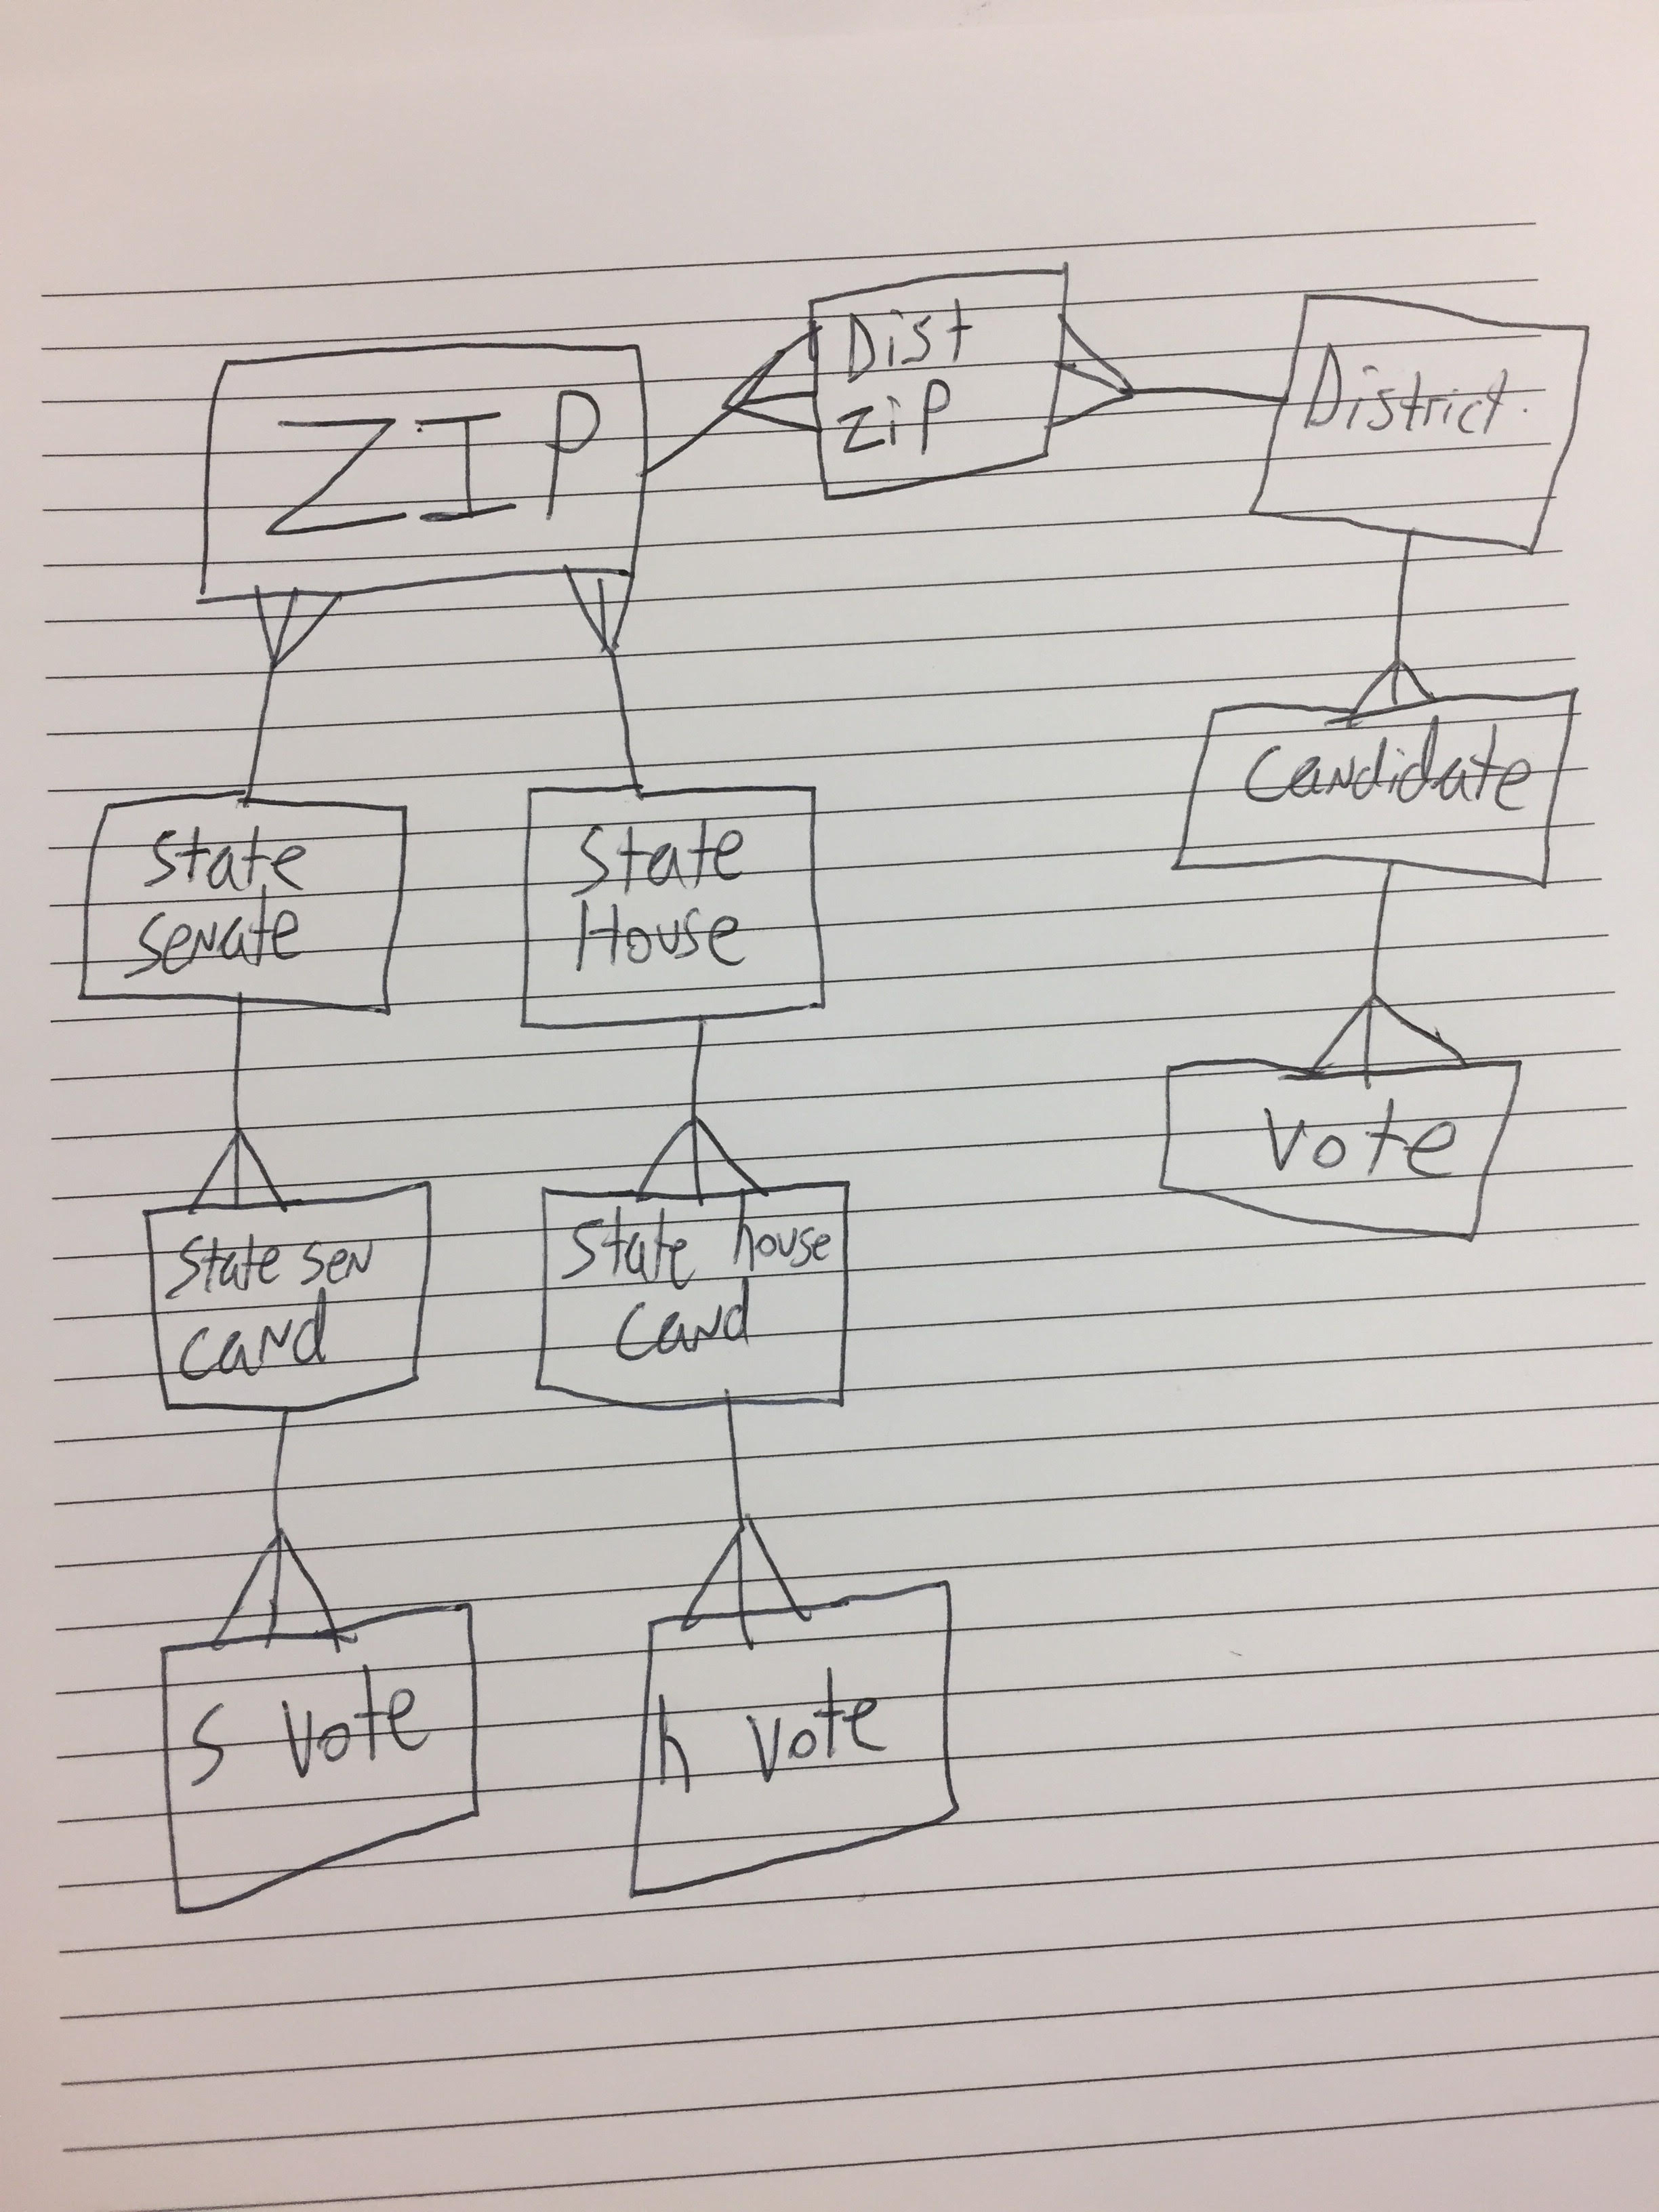 ZIP
Dist
zip
District.
State
Senate
State
House
Candidate
Vote
State sen
cand
State house
cand
S Vote
h vote